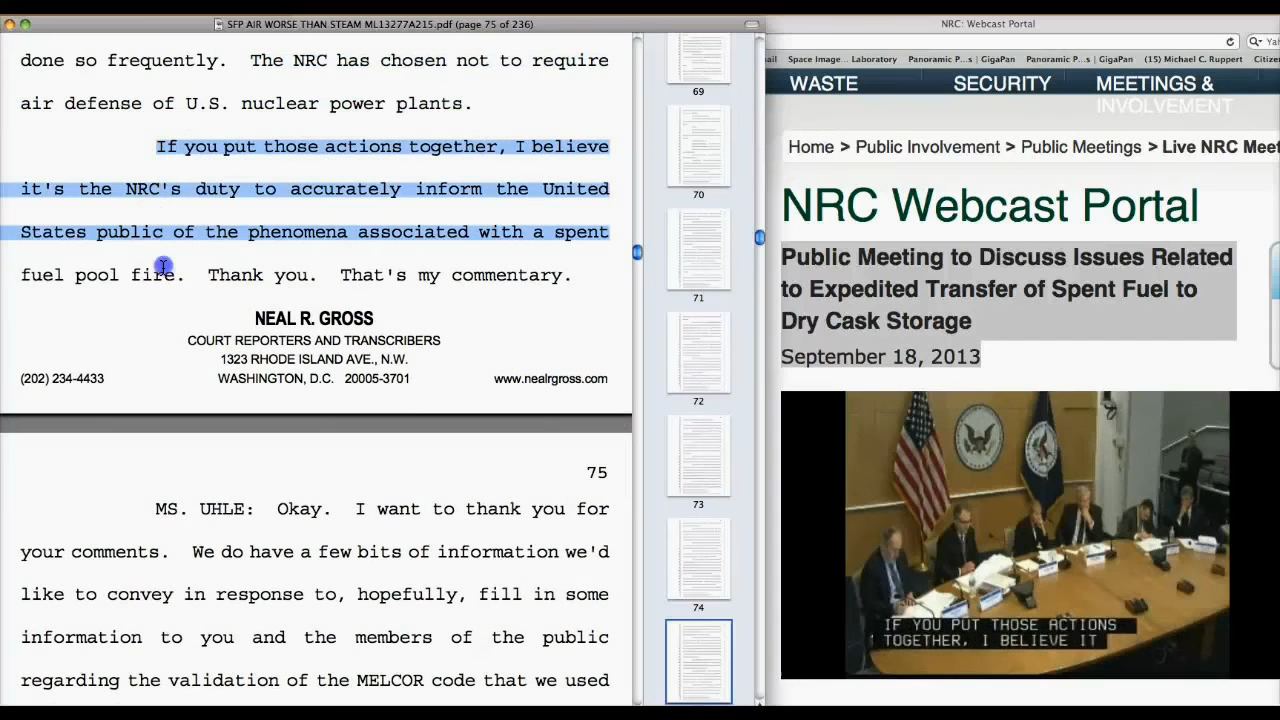 SFP AIR WORSE THAN STEAM ML13277A215.pdf (page 75 of 236)
done so frequently. The NRC has chosen not to require
air defense of U.S. nuclear power plants.
If you put those actions together, I believe
it's the NRC's duty to accurately inform the United
States public of the phenomena associated with a spent
fuel pool fire. Thank you. That's my commentary.
NEAL R. GROSS
COURT REPORTERS AND TRANSCRIBERS
1323 RHODE ISLAND AVE., N.W.
(202) 234-4433 WASHINGTON, D.C. 20005-3701 www.nealrgross.com
75
MS. UHLE: Okay. I want to thank you for
your comments. We do have a few bits of information we'd
like to convey in response to, hopefully, fill in some
information to you and the members of the public
regarding the validation of the MELCOR code that we used
69
70
71
72
73
74
NRC: Webcast Portal
Space Image... Laboratory Panoramic P...s | GigaPan Panoramic P...s | GigaPan (15) Michael C. Ruppert
WASTE SECURITY MEETINGS &
INVOLVEMENT
Home > Public Involvement > Public Meetings > Live NRC Meet
NRC Webcast Portal
Public Meeting to Discuss Issues Related
to Expedited Transfer of Spent Fuel to
Dry Cask Storage
September 18, 2013
IF YOU PUT THOSE ACTIONS
TOGETHER, I BELIEVE IT